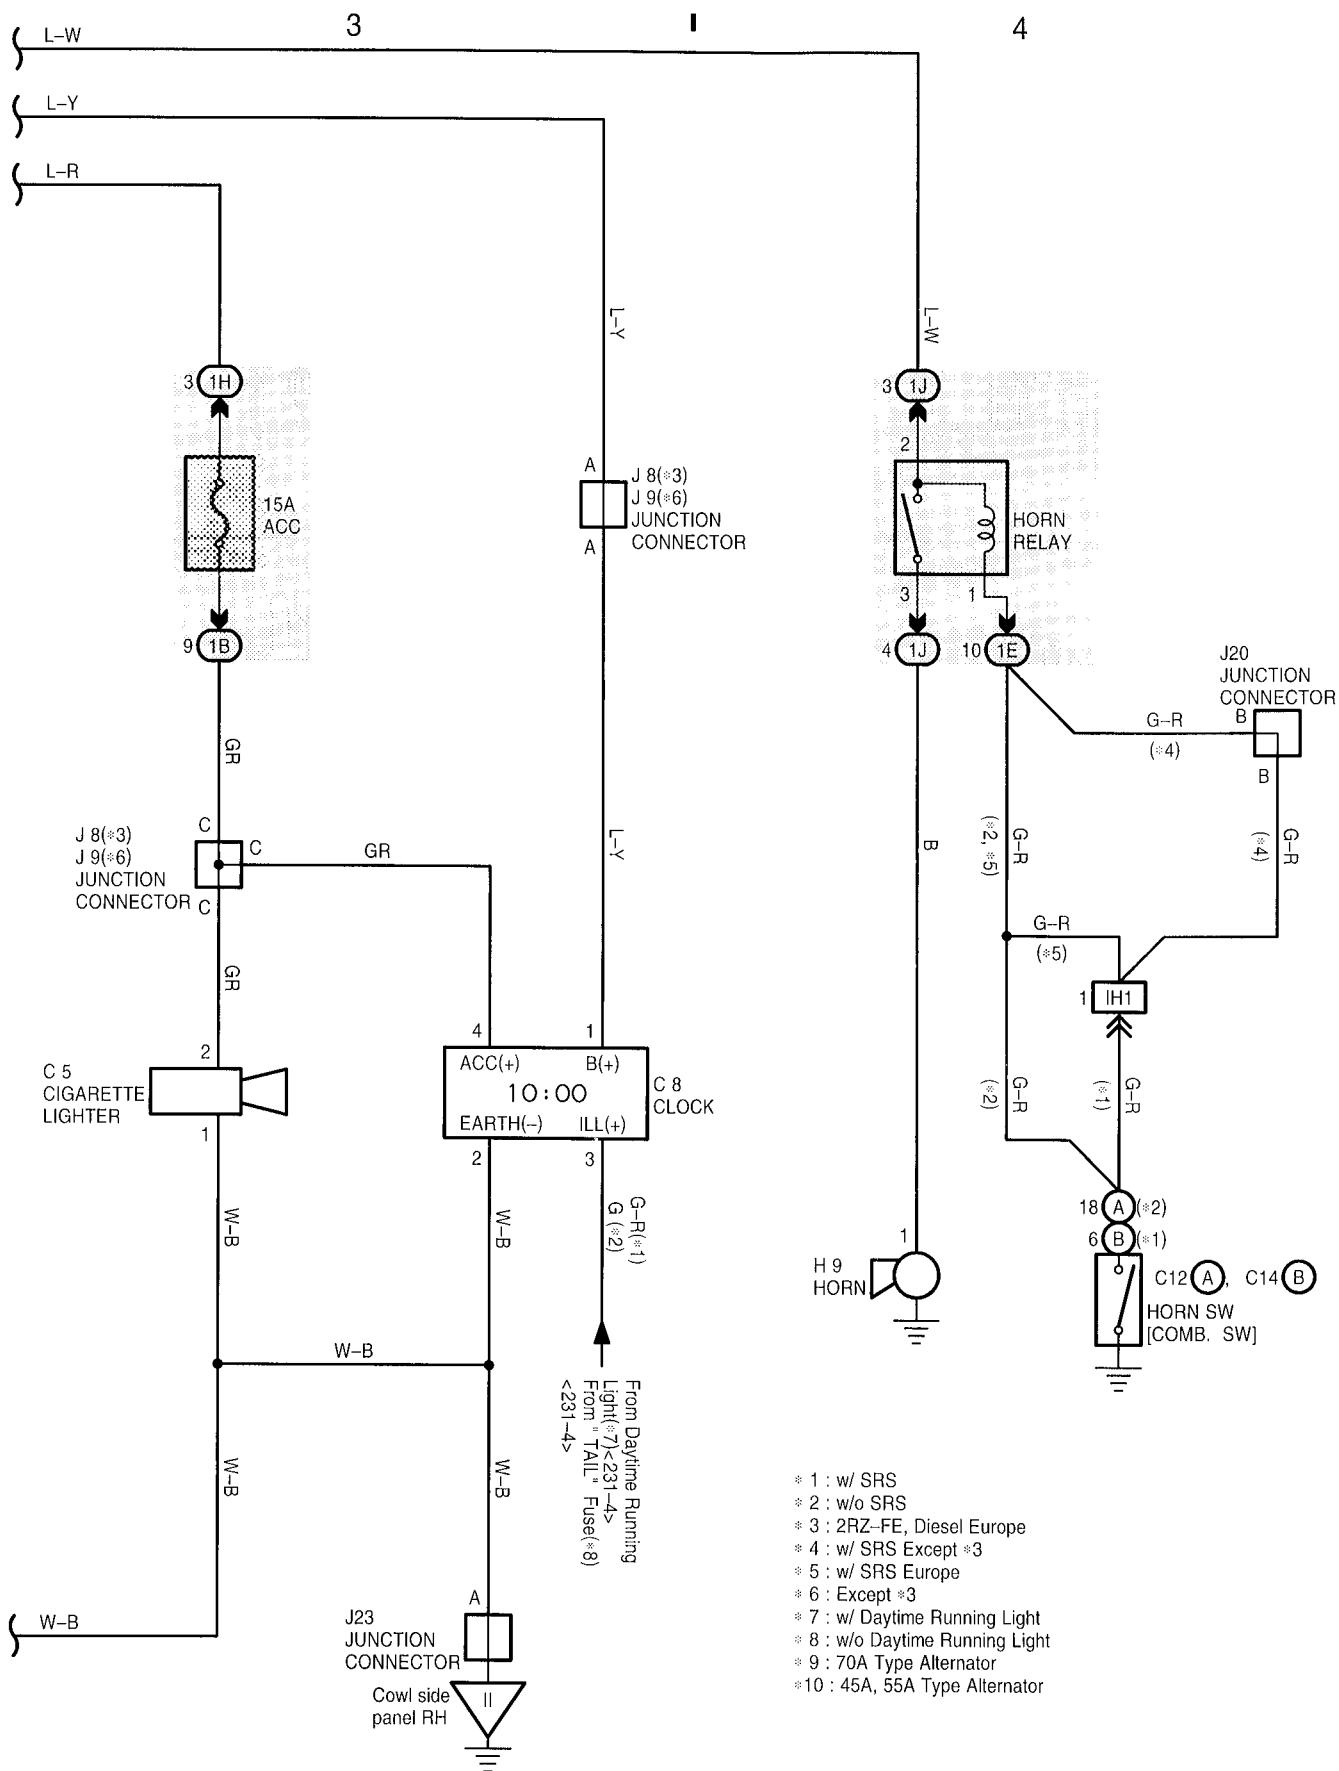 3
4
L–W
L–Y
L–R
L–Y
L–W
3 1H
3 1J
2
15A
ACC
A
J 8(*3)
J 9(*6)
JUNCTION
CONNECTOR
A
HORN
RELAY
3
1
9 1B
4 1J
10 1E
J20
JUNCTION
CONNECTOR
B
G–R
(*4)
B
GR
J 8(*3)
J 9(*6)
JUNCTION
CONNECTOR
C
C
C
GR
L–Y
B
(*2, *5)
G–R
(*4)
G–R
G–R
(*5)
GR
1 IH1
4
1
ACC(+)
B(+)
10:00
EARTH(–)
ILL(+)
C 8
CLOCK
2
C 5
CIGARETTE
LIGHTER
1
2
3
(*2)
G–R
(*1)
G–R
W–B
W–B
G–R(*1)
G (*2)
18 A (*2)
6 B (*1)
1
H 9
HORN
C12 A, C14 B
HORN SW
[COMB. SW]
W–B
From Daytime Running
Light(*7)<231–4>
From " TAIL" Fuse(*8)
<231–4>
W–B
W–B
W–B
A
J23
JUNCTION
CONNECTOR
Cowl side
panel RH
II
* 1 : w/ SRS
* 2 : w/o SRS
* 3 : 2RZ–FE, Diesel Europe
* 4 : w/ SRS Except *3
* 5 : w/ SRS Europe
* 6 : Except *3
* 7 : w/ Daytime Running Light
* 8 : w/o Daytime Running Light
* 9 : 70A Type Alternator
*10 : 45A, 55A Type Alternator